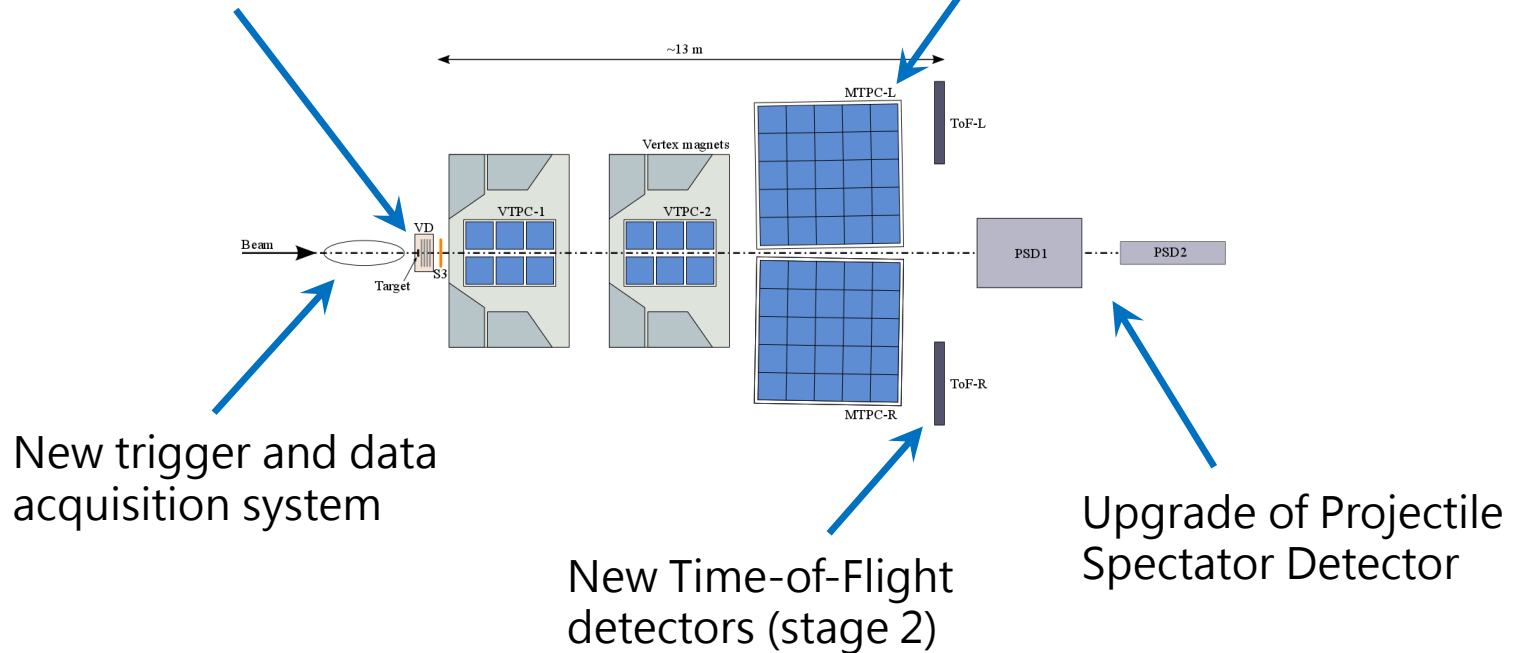 ~13 m
MTPC-L
ToF-L
Vertex magnets
VTPC-1
VTPC-2
VD
Beam
S3
Target
PSD1
PSD2
ToF-R
MTPC-R
New trigger and data
acquisition system
New Time-of-Flight
detectors (stage 2)
Upgrade of Projectile
Spectator Detector